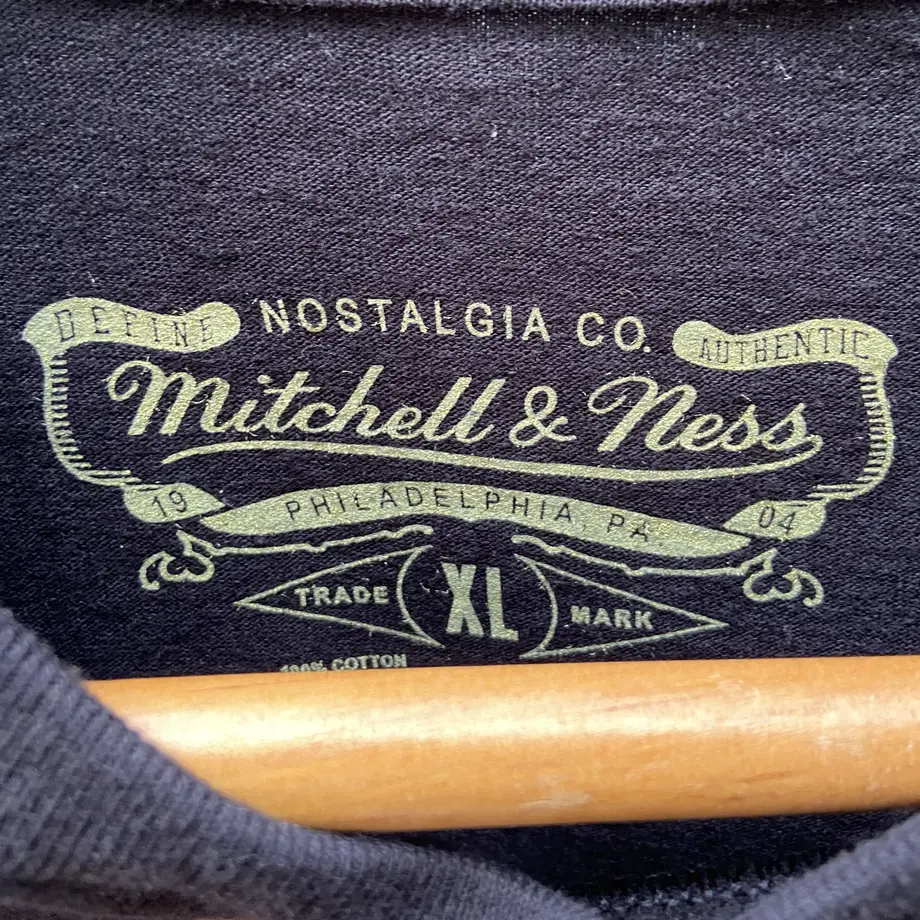 NOSTALGIA CO.
DEFINE
AUTHENTIC
Mitchell & Ness
19
PHILADELPHIA, PA.
04
TRADE
XL
MARK
100% COTTON